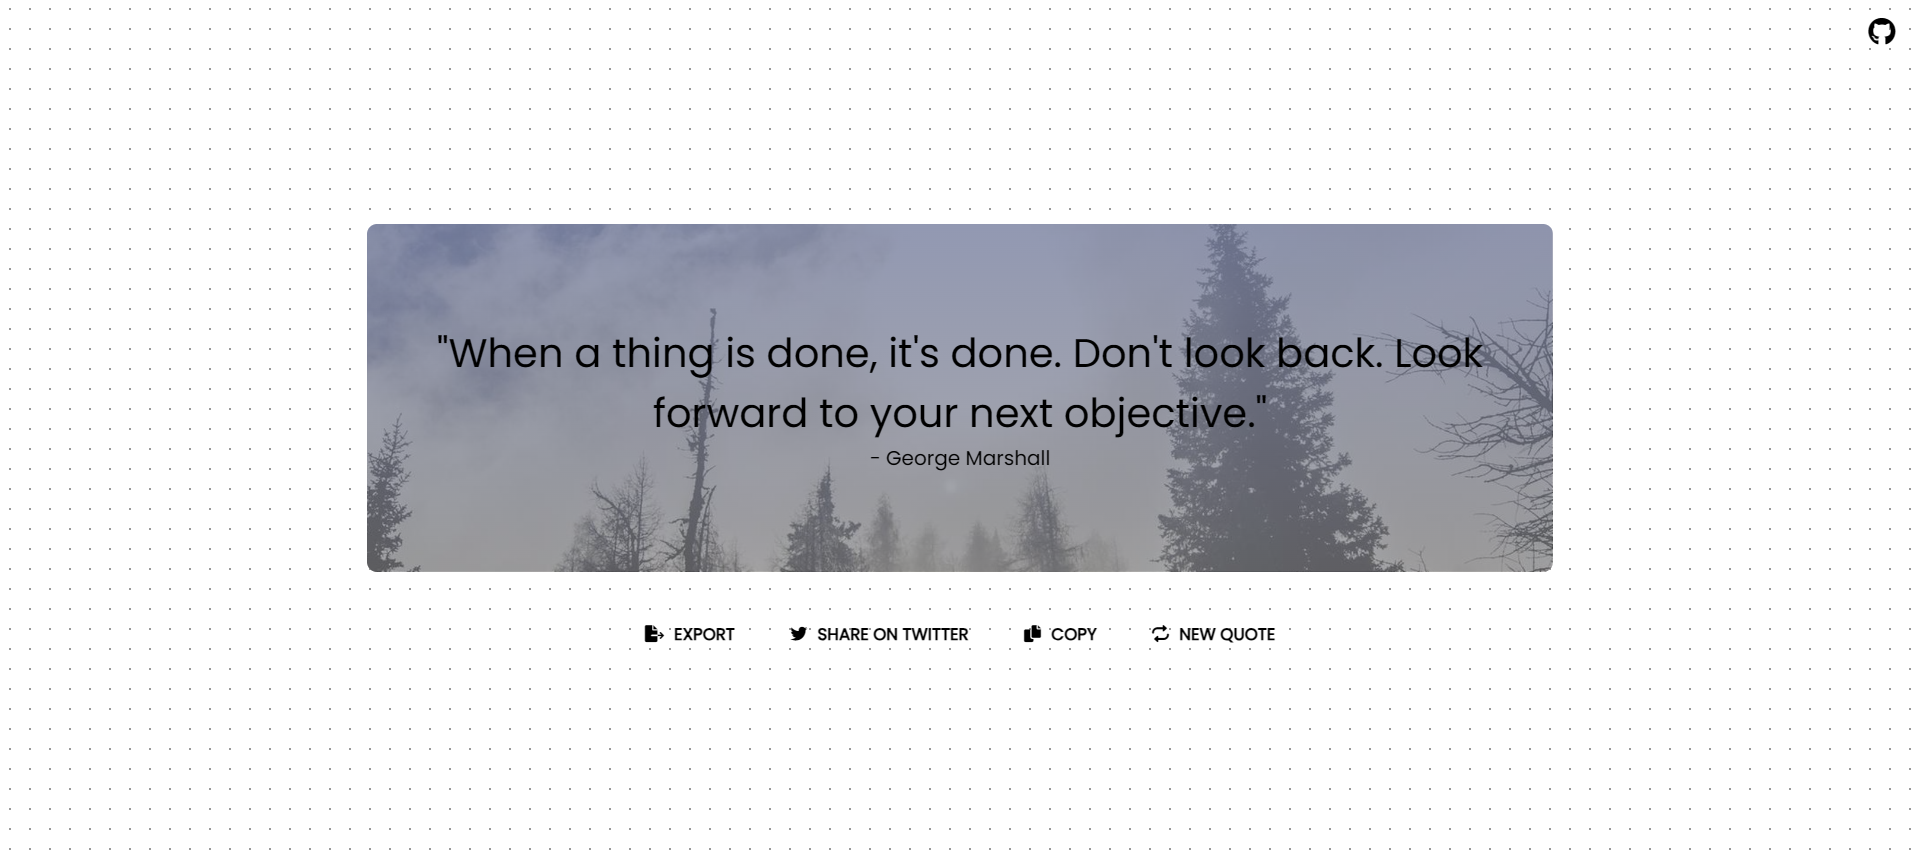 "When a thing is done, it's done. Don't look back. Look
forward to your next objective."
- George Marshall
EXPORT SHARE ON TWITTER COPY NEW QUOTE